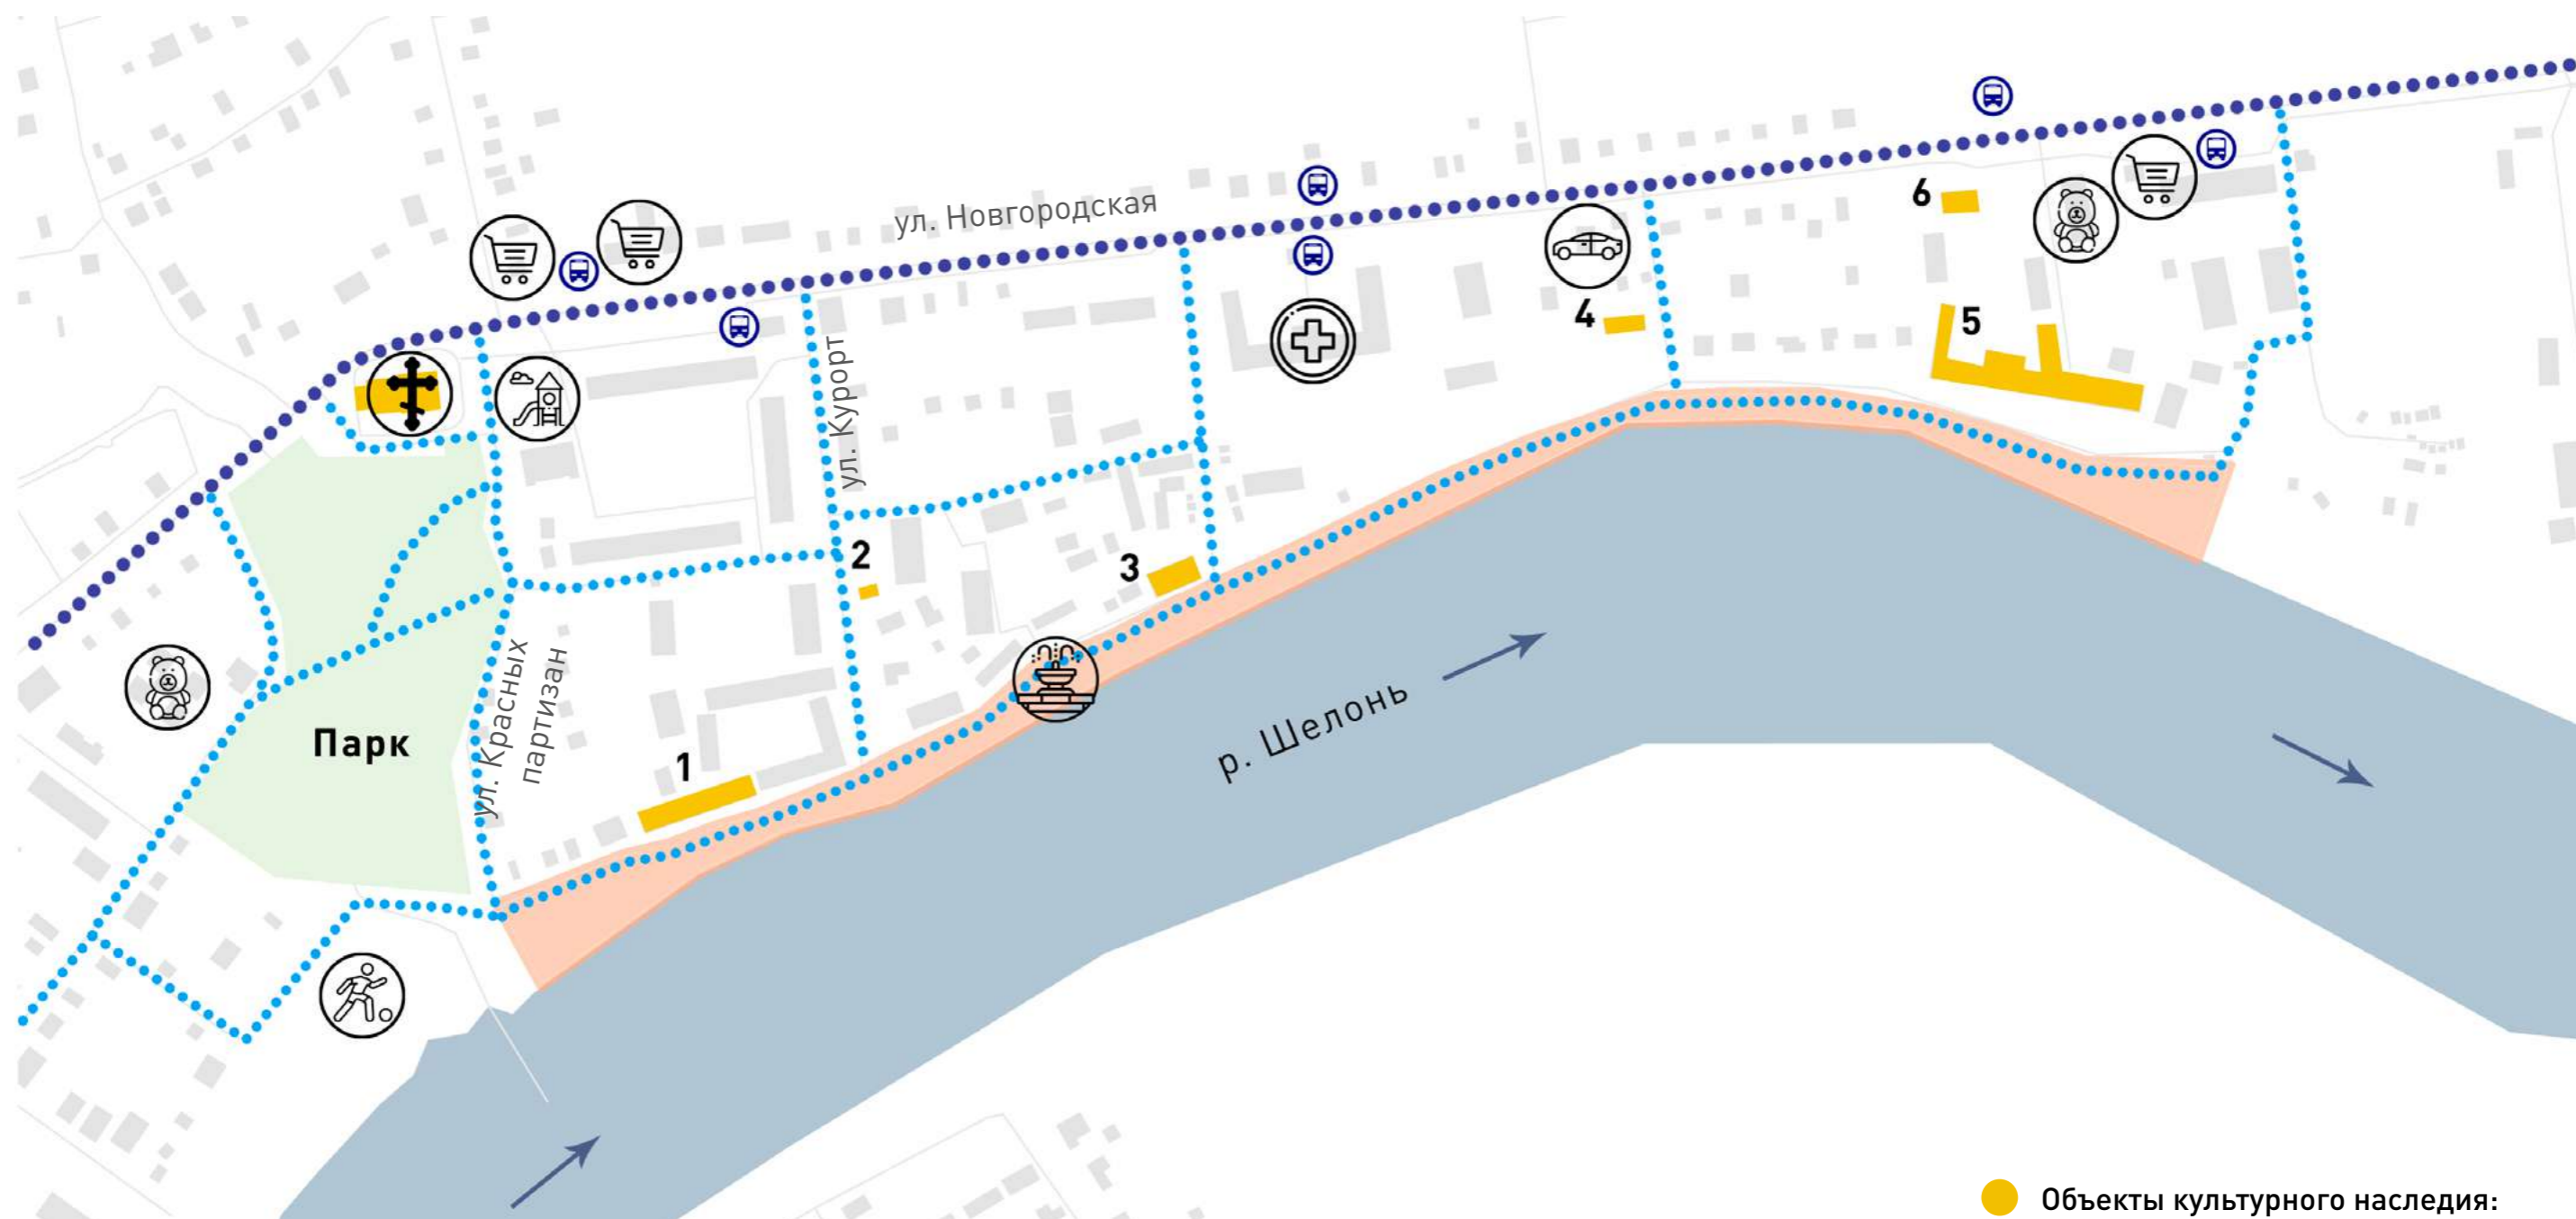 ул. Новгородская
6
5
4
ул. Курорт
2
3
ул. Красных
партизан
Парк
1
р. Шелонь
Объекты культурного наследия: